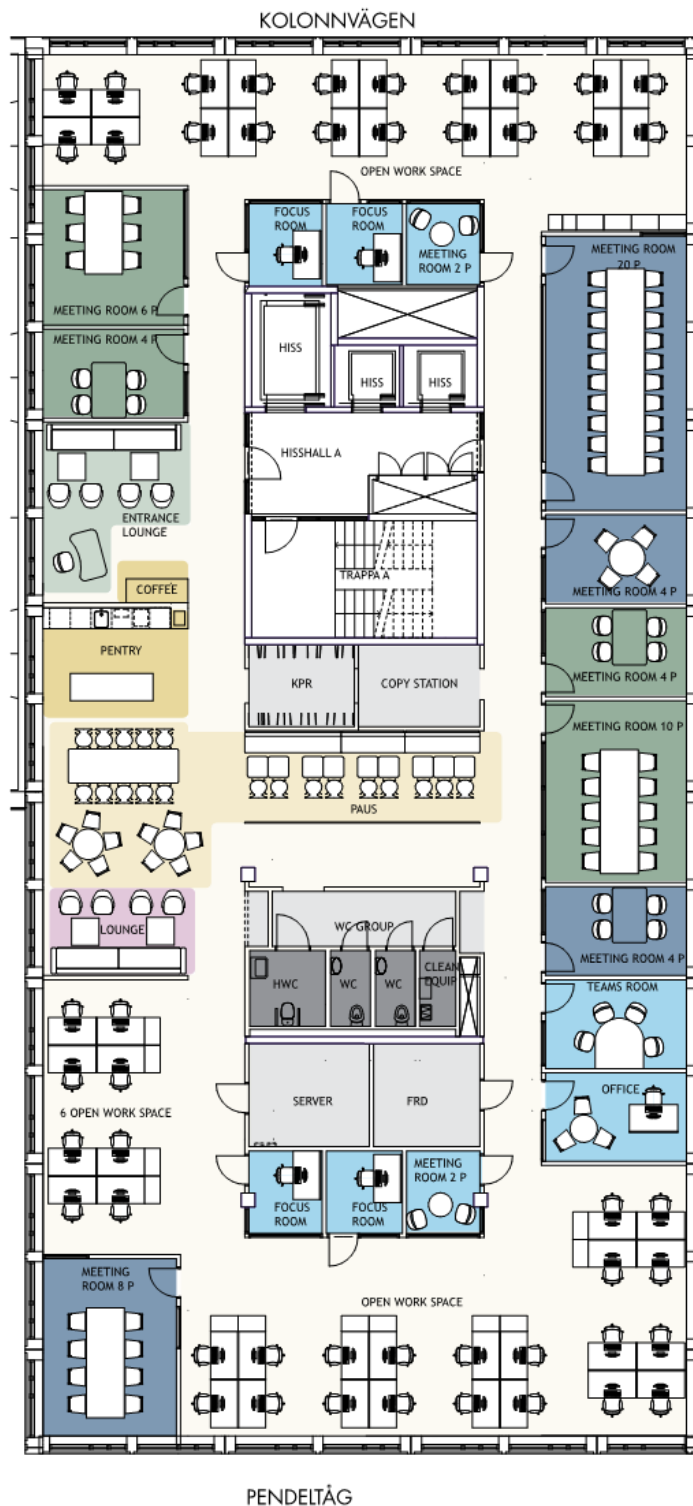 KOLONNVÄGEN
OPEN WORK SPACE
FOCUS
ROOM
FOCUS
ROOM
MEETING
ROOM 2 P
MEETING ROOM
20 P
MEETING ROOM 6 P
MEETING ROOM 4 P
HISS
HISS
HISS
HISSHALL A
ENTRANCE
LOUNGE
TRAPPA A
COFFEE
MEETING ROOM 4 P
PENTRY
KPR
COPY STATION
MEETING ROOM 4 P
MEETING ROOM 10 P
PAUS
LOUNGE
WC GROUP
MEETING ROOM 4 P
HWC
WC
WC
CLEAN
EQUIP
TEAMS ROOM
6 OPEN WORK SPACE
SERVER
FRD
OFFICE
FOCUS
ROOM
FOCUS
ROOM
MEETING
ROOM 2 P
MEETING
ROOM 8 P
OPEN WORK SPACE
PENDELTÅG